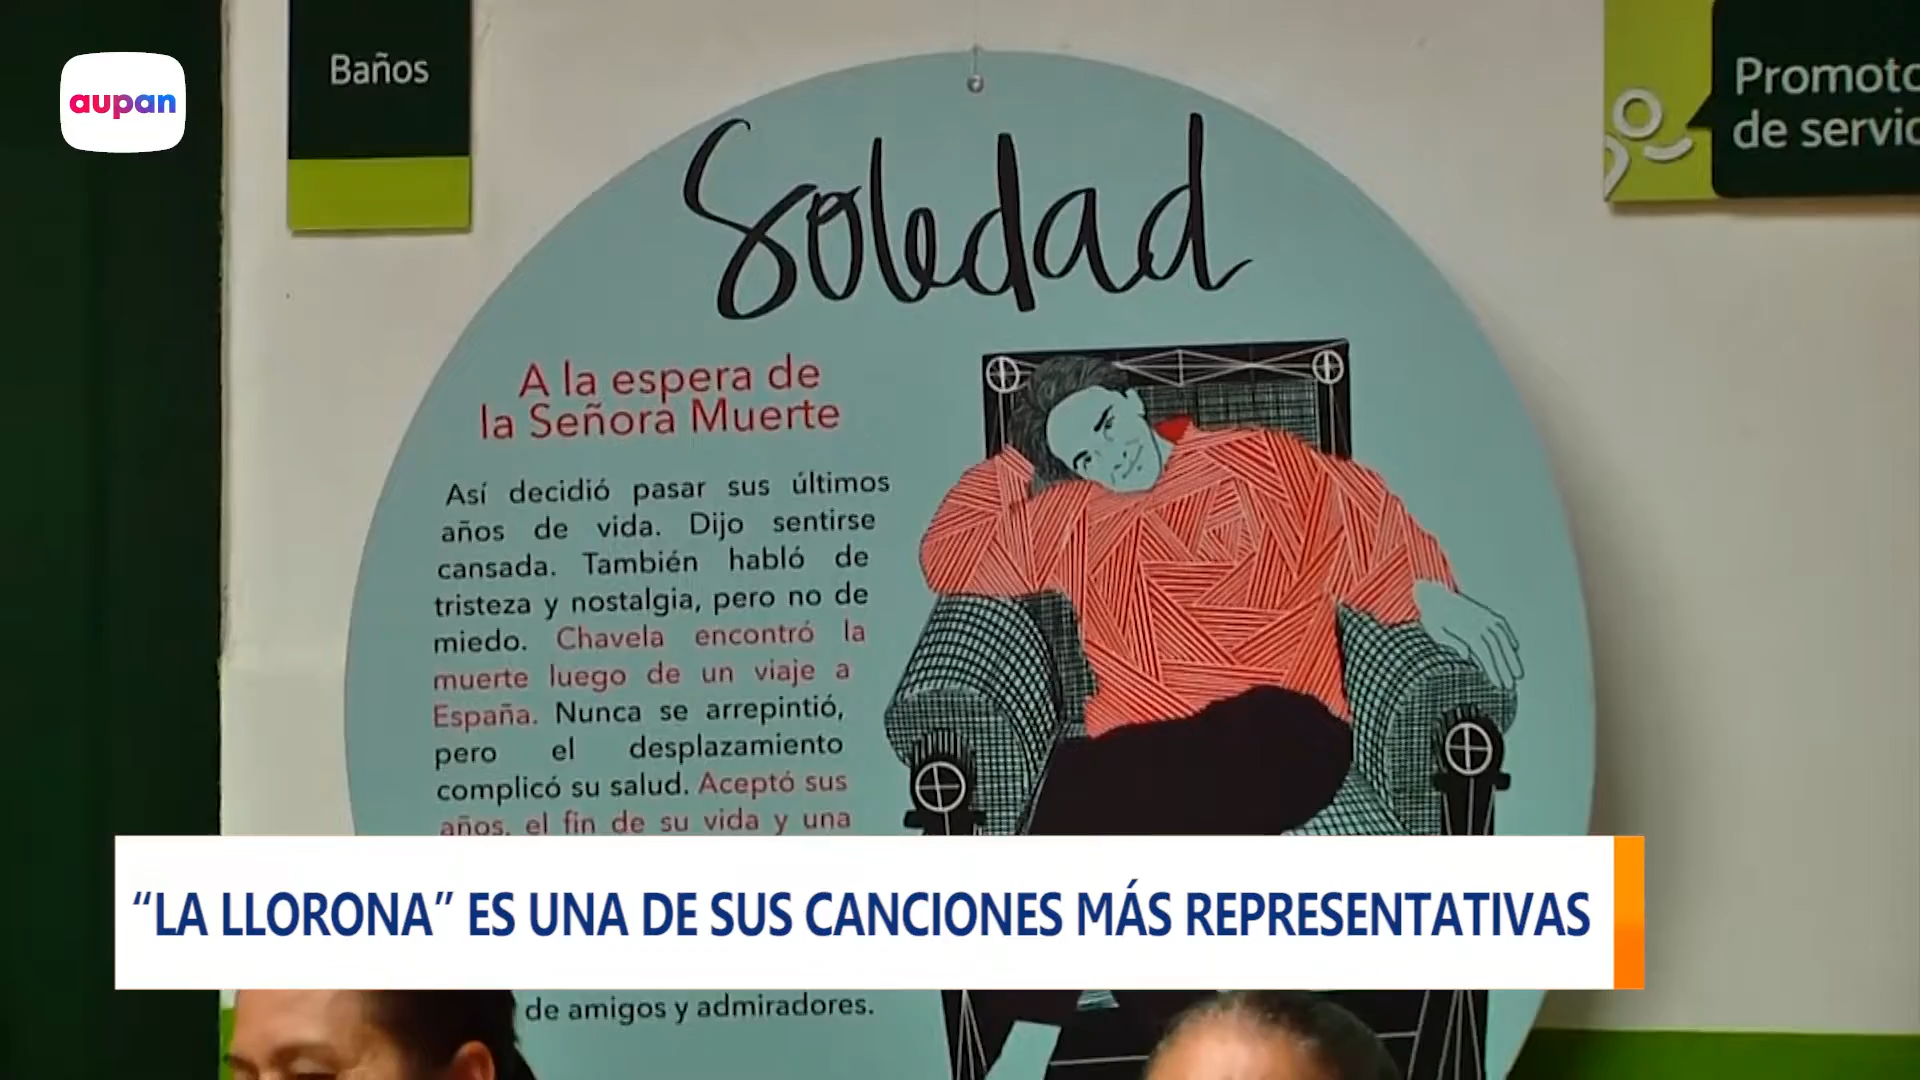 aupan
Baños
Promoto
de servic
Soledad
A la espera de
la Señora Muerte
Así decidió pasar sus últimos
años de vida. Dijo sentirse
cansada. También habló de
tristeza y nostalgia, pero no de
miedo. Chavela encontró la
muerte luego de un viaje a
España. Nunca se arrepintió,
pero el desplazamiento
complicó su salud. Aceptó sus
años, el fin de su vida y una
“LA LLORONA” ES UNA DE SUS CANCIONES MÁS REPRESENTATIVAS
de amigos y admiradores.